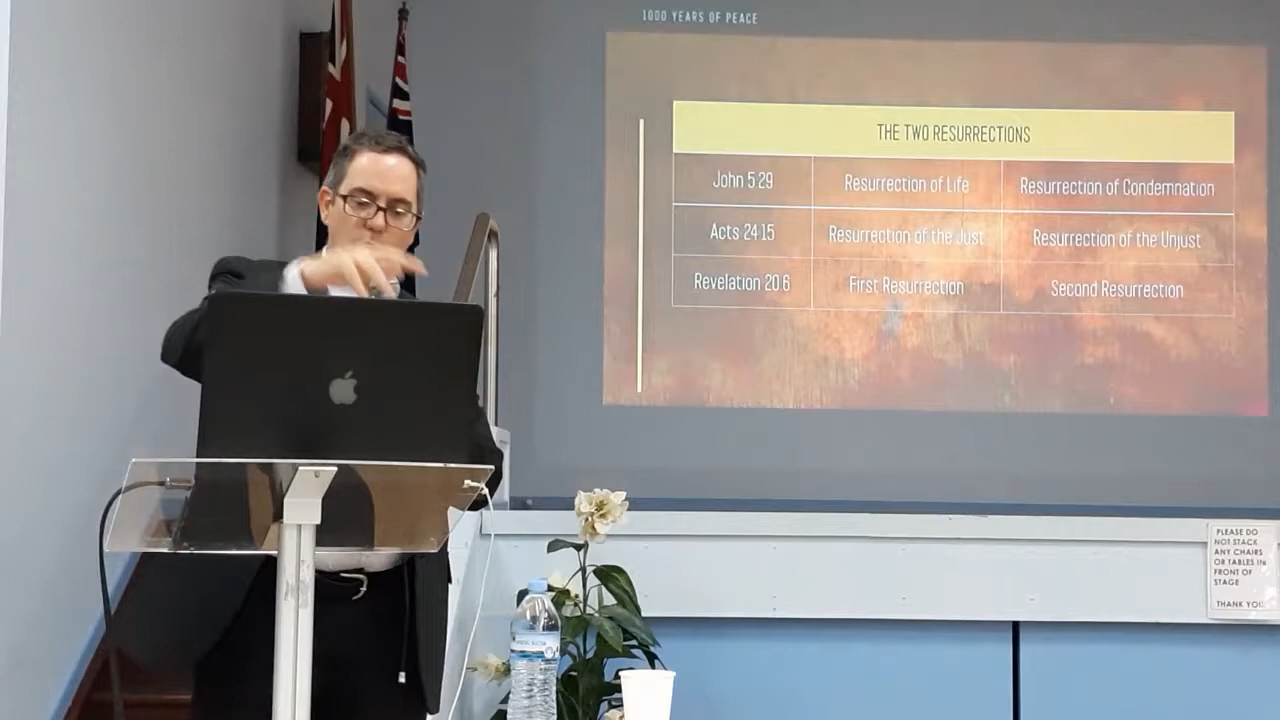 1000 YEARS OF PEACE
THE TWO RESURRECTIONS
John 5:29 Resurrection of Life Resurrection of Condemnation
Acts 24:15 Resurrection of the Just Resurrection of the Unjust
Revelation 20:6 First Resurrection Second Resurrection
PLEASE DO
NOT STACK
ANY CHAIRS
OR TABLES IN
FRONT OF
STAGE
THANK YOU